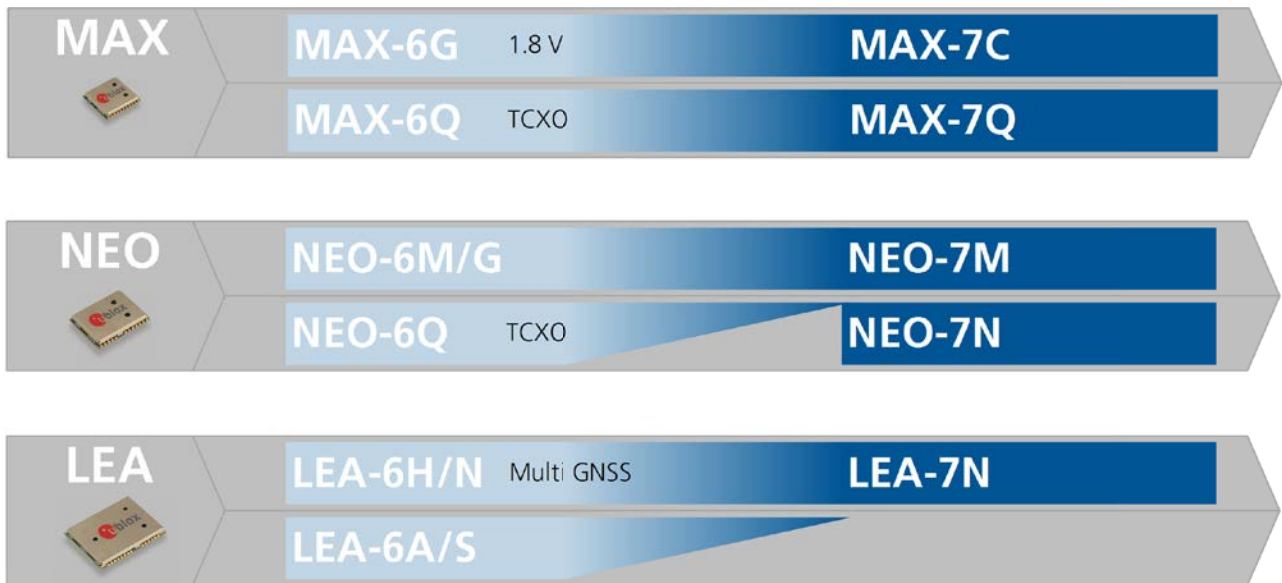 MAX
MAX-6G 1.8 V MAX-7C
MAX-6Q TCXO MAX-7Q
NEO
NEO-6M/G NEO-7M
NEO-6Q TCXO NEO-7N
LEA
LEA-6H/N Multi GNSS LEA-7N
LEA-6A/S